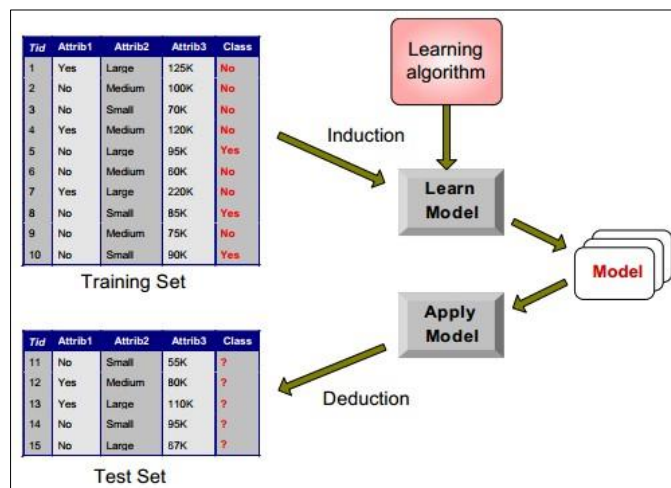 Tid Attrib1 Attrib2 Attrib3 Class
1 Yes Large 125K No
2 No Medium 100K No
3 No Small 70K No
4 Yes Medium 120K No
5 No Large 95K Yes
6 No Medium 60K No
7 Yes Large 220K No
8 No Small 85K Yes
9 No Medium 75K No
10 No Small 90K Yes
Training Set
Learning
algorithm
Induction
Learn
Model
Model
Apply
Model
Deduction
Tid Attrib1 Attrib2 Attrib3 Class
11 No Small 55K ?
12 Yes Medium 80K ?
13 Yes Large 110K ?
14 No Small 95K ?
15 No Large 67K ?
Test Set